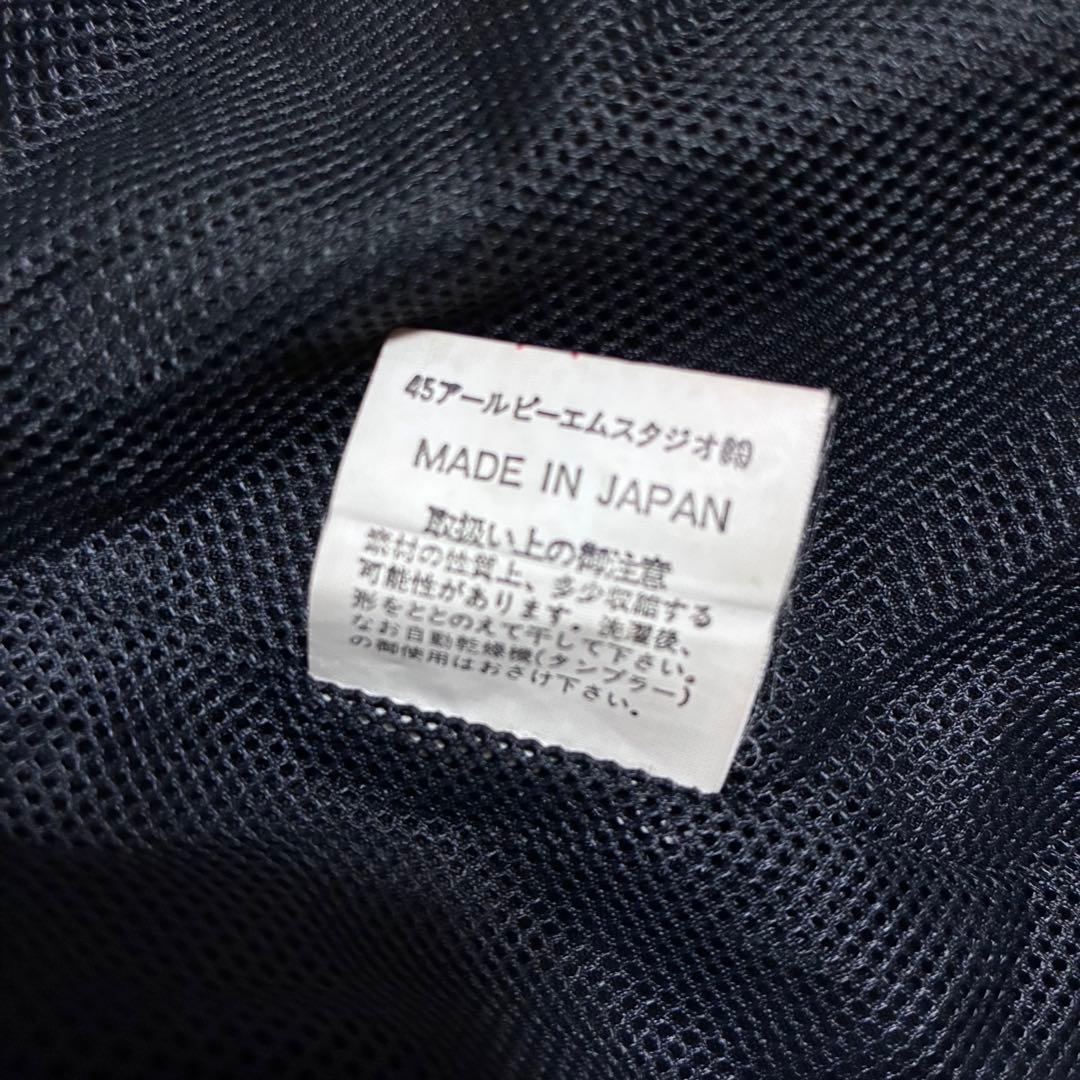 45アールピーエムスタジオ㈱
MADE IN JAPAN
取扱い上の御注意
素材の性質上、多少収縮する
可能性があります。洗濯後、
形をととのえて干して下さい。
なお自動乾燥機(タンブラー)
の御使用はおさけ下さい。